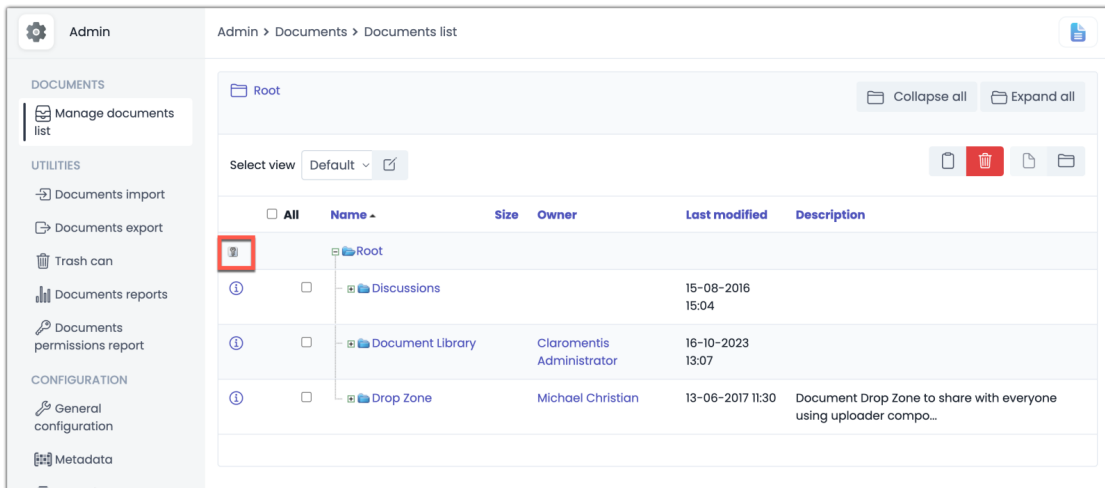 Admin
Admin > Documents > Documents list
DOCUMENTS
Manage documents
list
UTILITIES
Documents import
Documents export
Trash can
Documents reports
Documents
permissions report
CONFIGURATION
General
configuration
Metadata
Root
Collapse all
Expand all
Select view Default
All Name Size Owner Last modified Description
Root
Discussions 15-08-2016
15:04
Document Library Claromentis 16-10-2023
Administrator 13:07
Drop Zone Michael Christian 13-06-2017 11:30 Document Drop Zone to share with everyone
using uploader compo...